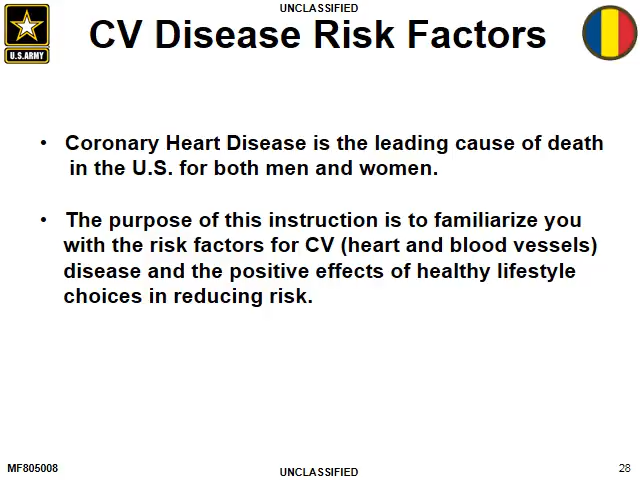 UNCLASSIFIED
CV Disease Risk Factors
U.S.ARMY
• Coronary Heart Disease is the leading cause of death
in the U.S. for both men and women.
• The purpose of this instruction is to familiarize you
with the risk factors for CV (heart and blood vessels)
disease and the positive effects of healthy lifestyle
choices in reducing risk.
MF805008
UNCLASSIFIED
28